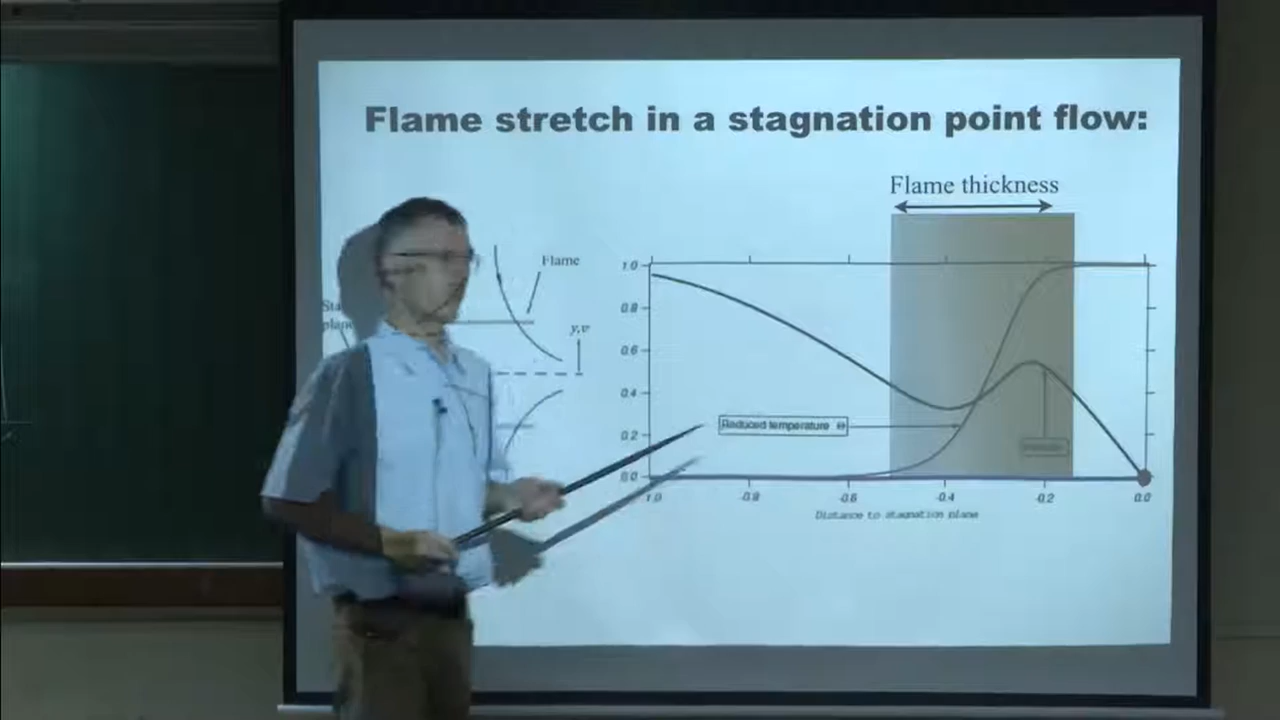 Flame stretch in a stagnation point flow:
Flame thickness
Flame
y,v
1.0
0.8
0.6
0.4
0.2
0.0
Reduced temperature Θ
1.0 -0.8 -0.6 -0.4 -0.2 0.0
Distance to stagnation plane